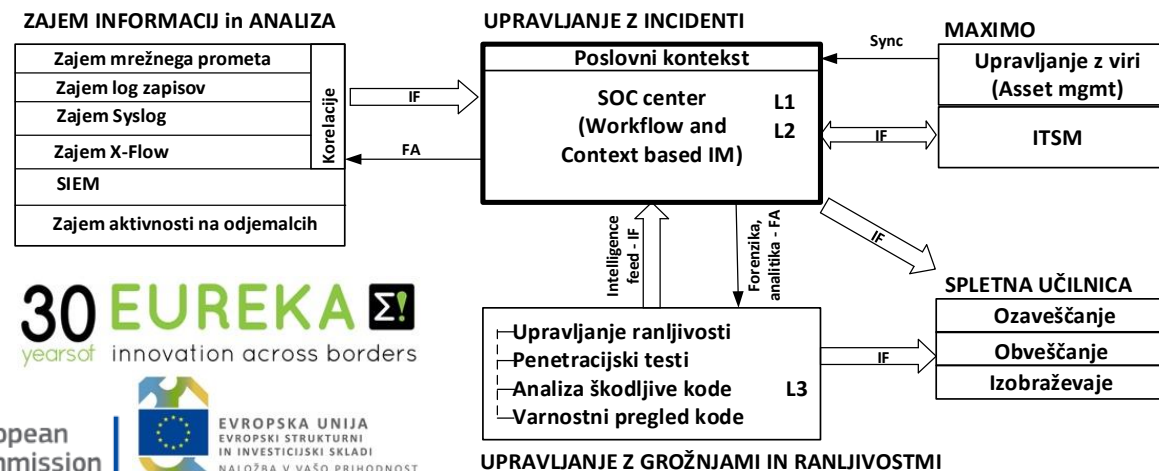 ZAJEM INFORMACIJ in ANALIZA
Zajem mrežnega prometa
Zajem log zapisov
Zajem Syslog
Zajem X-Flow
SIEM
Zajem aktivnosti na odjemalcih
Korelacije
IF
FA
UPRAVLJANJE Z INCIDENTI
Poslovni kontekst
SOC center
(Workflow and
Context based IM)
L1
L2
Sync
IF
MAXIMO
Upravljanje z viri
(Asset mgmt)
ITSM
Intelligence
feed - IF
Forenzika,
analitika - FA
IF
SPLETNA UČILNICA
Ozaveščanje
Obveščanje
Izobraževaje
Upravljanje ranljivosti
Penetracijski testi
Analiza škodljive kode
Varnostni pregled kode
L3
IF
UPRAVLJANJE Z GROŽNJAMI IN RANLJIVOSTMI
30 EUREKA Σ!
yearsof innovation across borders
opean
mmission
EVROPSKA UNIJA
EVROPSKI STRUKTURNI
IN INVESTICIJSKI SKLADI
NALOŽBA V VAŠO PRIHODNOST